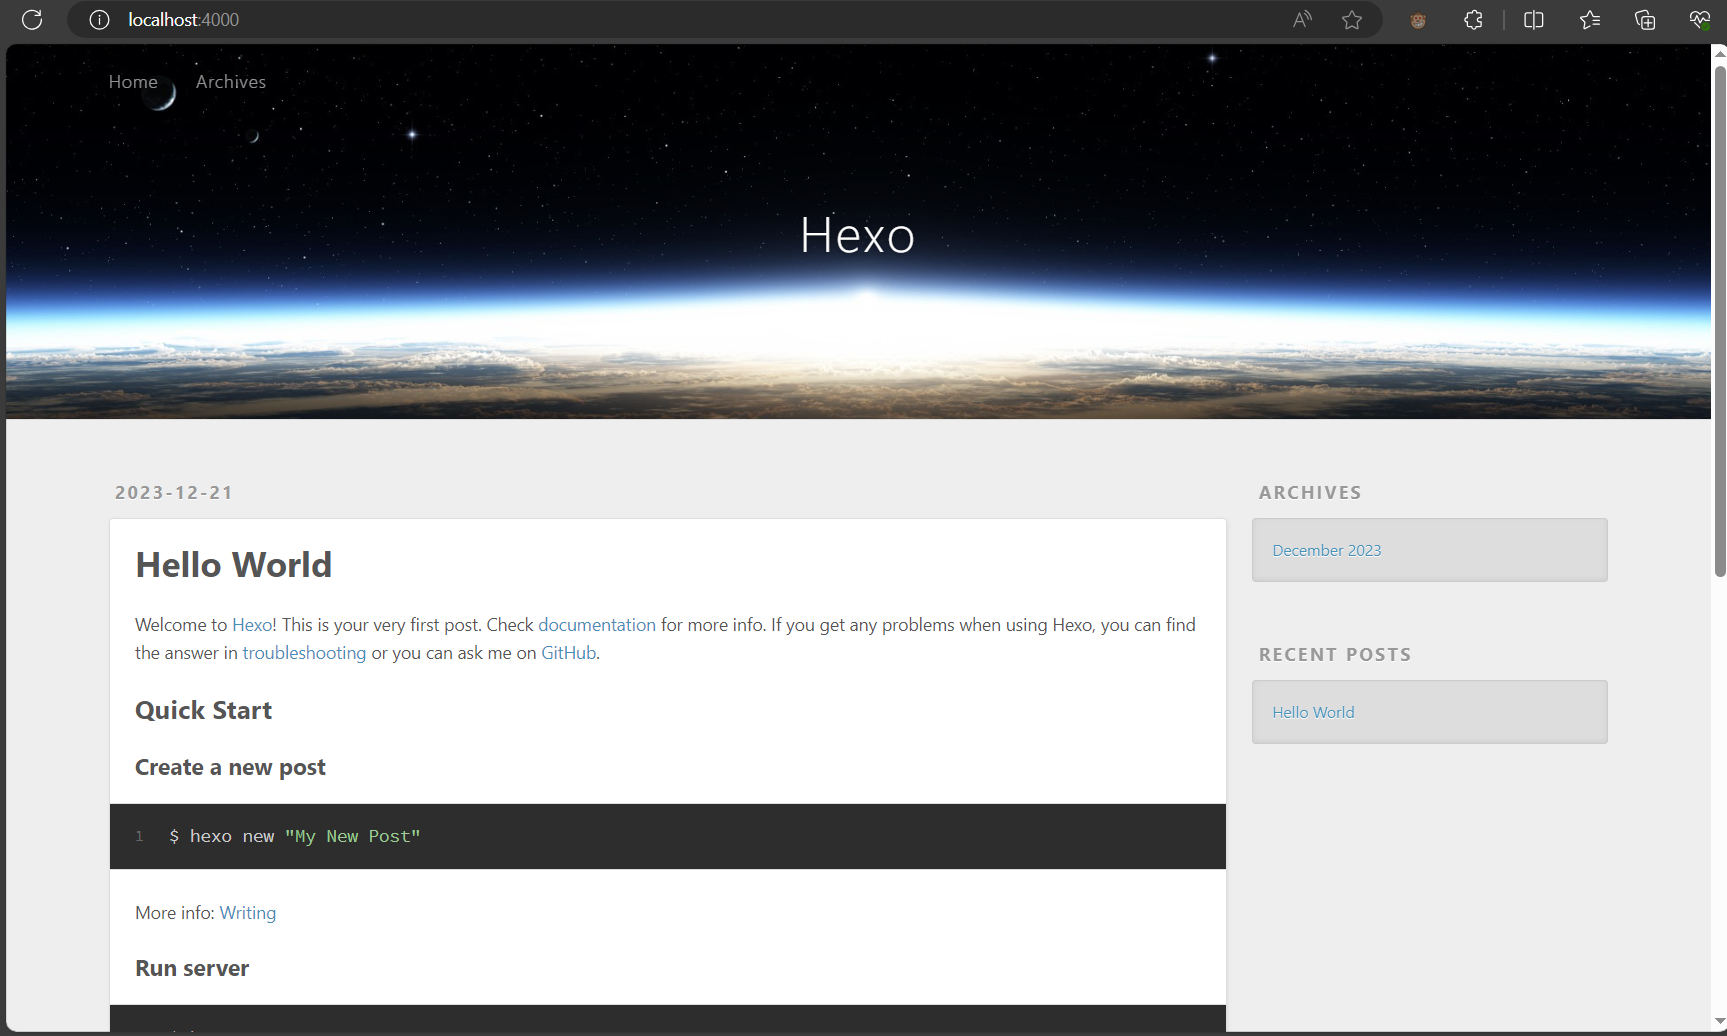 localhost:4000
Home Archives
Hexo
2023-12-21
Hello World
Welcome to Hexo! This is your very first post. Check documentation for more info. If you get any problems when using Hexo, you can find
the answer in troubleshooting or you can ask me on GitHub.
Quick Start
Create a new post
1 $ hexo new "My New Post"
More info: Writing
Run server
ARCHIVES
December 2023
RECENT POSTS
Hello World